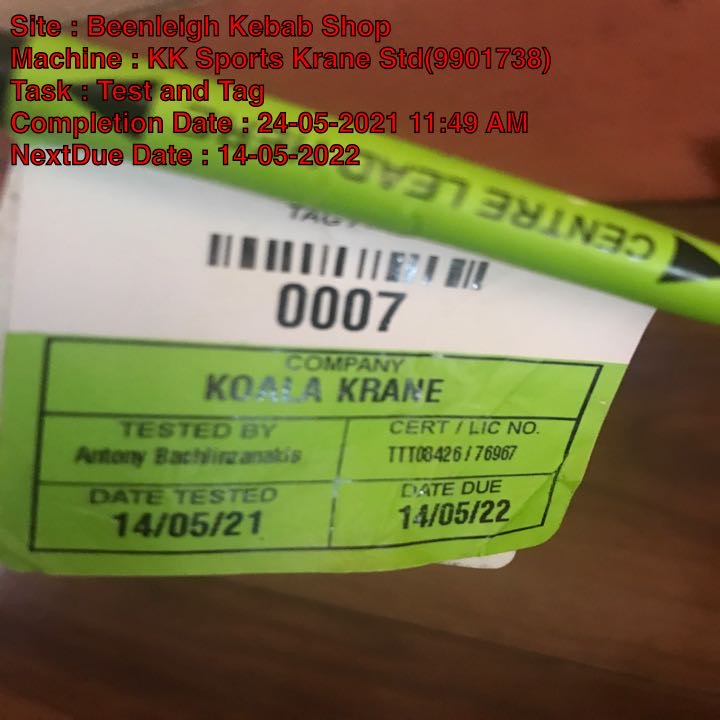 Site : Beenleigh Kebab Shop
Machine : KK Sports Krane Std(9901738)
Task : Test and Tag
Completion Date : 24-05-2021 11:49 AM
NextDue Date : 14-05-2022
CENTRE LEAD
TAG
0007
COMPANY
KOALA KRANE
TESTED BY
Antony Bachlinzanakis
CERT / LIC NO.
TTT08426 / 76967
DATE TESTED
14/05/21
DATE DUE
14/05/22